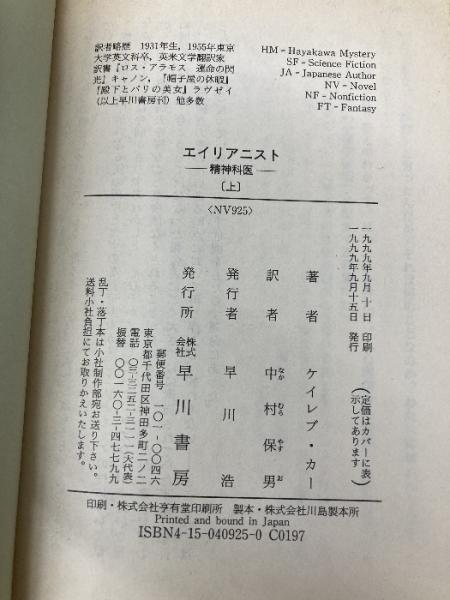 訳者略歴　1931年生，1955年東京
大学英文科卒，英米文学翻訳家
訳書『ロス・アラモス　運命の閃
光』キャノン，『帽子屋の休暇』
『殿下とパリの美女』ラヴゼイ
（以上早川書房刊）他多数
HM=Hayakawa Mystery
SF=Science Fiction
JA=Japanese Author
NV=Novel
NF=Nonfiction
FT=Fantasy
エイリアニスト
――精神科医――
〔上〕
〈NV925〉
一九九九年九月十日　印刷
一九九九年九月十五日　発行
（定価はカバーに表
示してあります）
著者　ケイレブ・カー
訳者　中村保男
なか　むら　やす　お
発行者　早川浩
発行所　株式会社　早川書房
郵便番号　一〇一-〇〇四六
東京都千代田区神田多町二ノ二
電話　〇三-三二五二-三一一一（大代表）
振替　〇〇一六〇-三-四七七九九
乱丁・落丁本は小社制作部宛お送り下さい。
送料小社負担にてお取りかえいたします。
印刷・株式会社亨有堂印刷所　製本・株式会社川島製本所
Printed and bound in Japan
ISBN4-15-040925-0 C0197